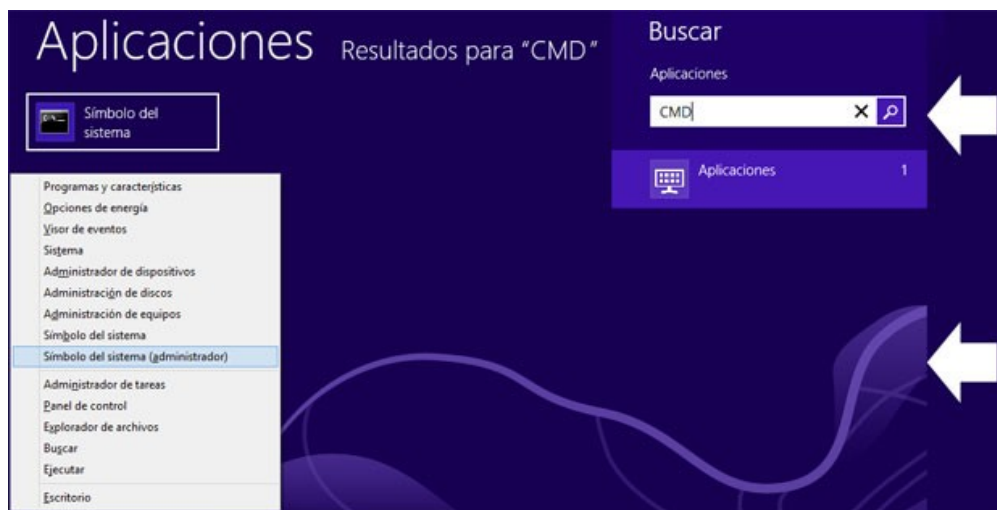 Aplicaciones
Resultados para “CMD”
Buscar
Aplicaciones
CMD
Aplicaciones 1
Símbolo del
sistema
Programas y características
Opciones de energía
Visor de eventos
Sistema
Administrador de dispositivos
Administración de discos
Administración de equipos
Símbolo del sistema
Símbolo del sistema (administrador)
Administrador de tareas
Panel de control
Explorador de archivos
Buscar
Ejecutar
Escritorio